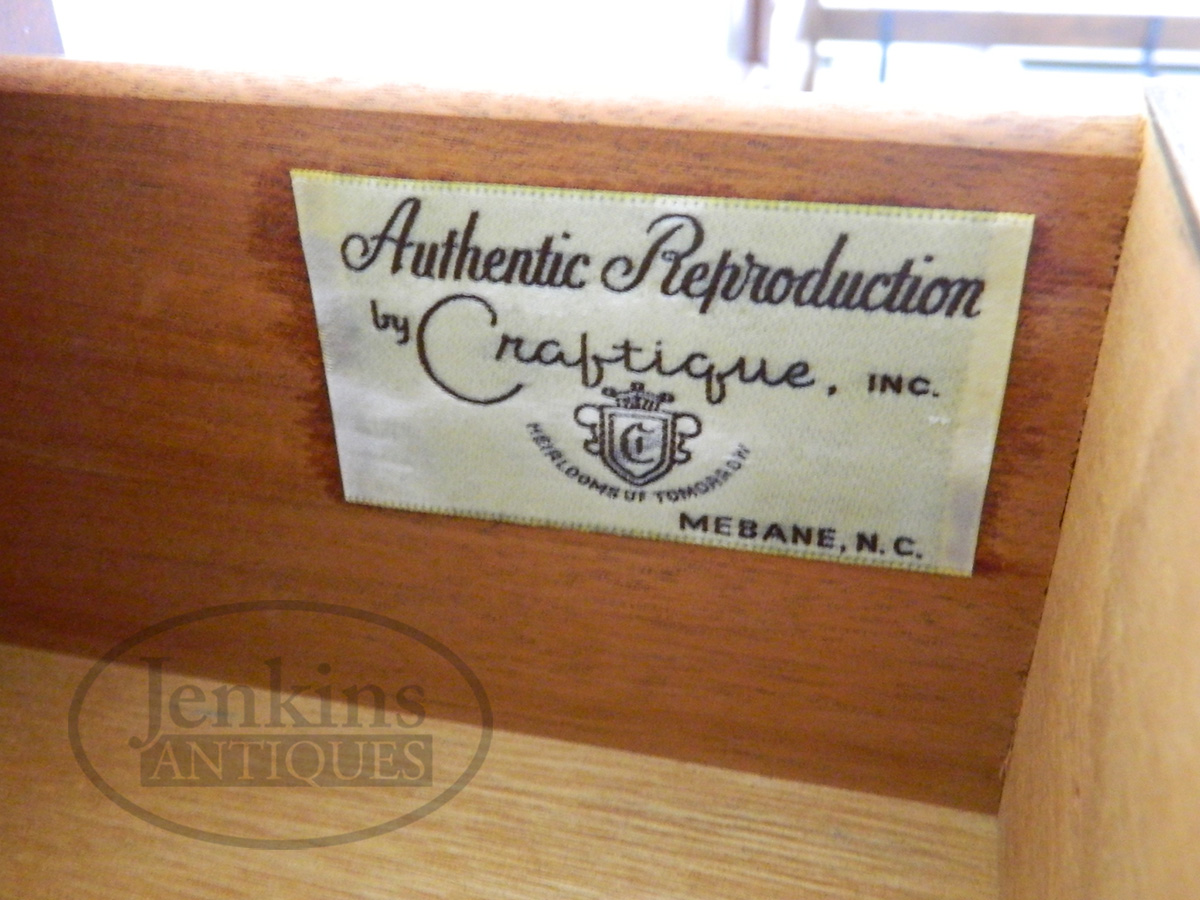 Authentic Reproduction
by Craftique, INC.
C
HEIRLOOMS OF TOMORROW
MEBANE, N.C.
Jenkins
ANTIQUES